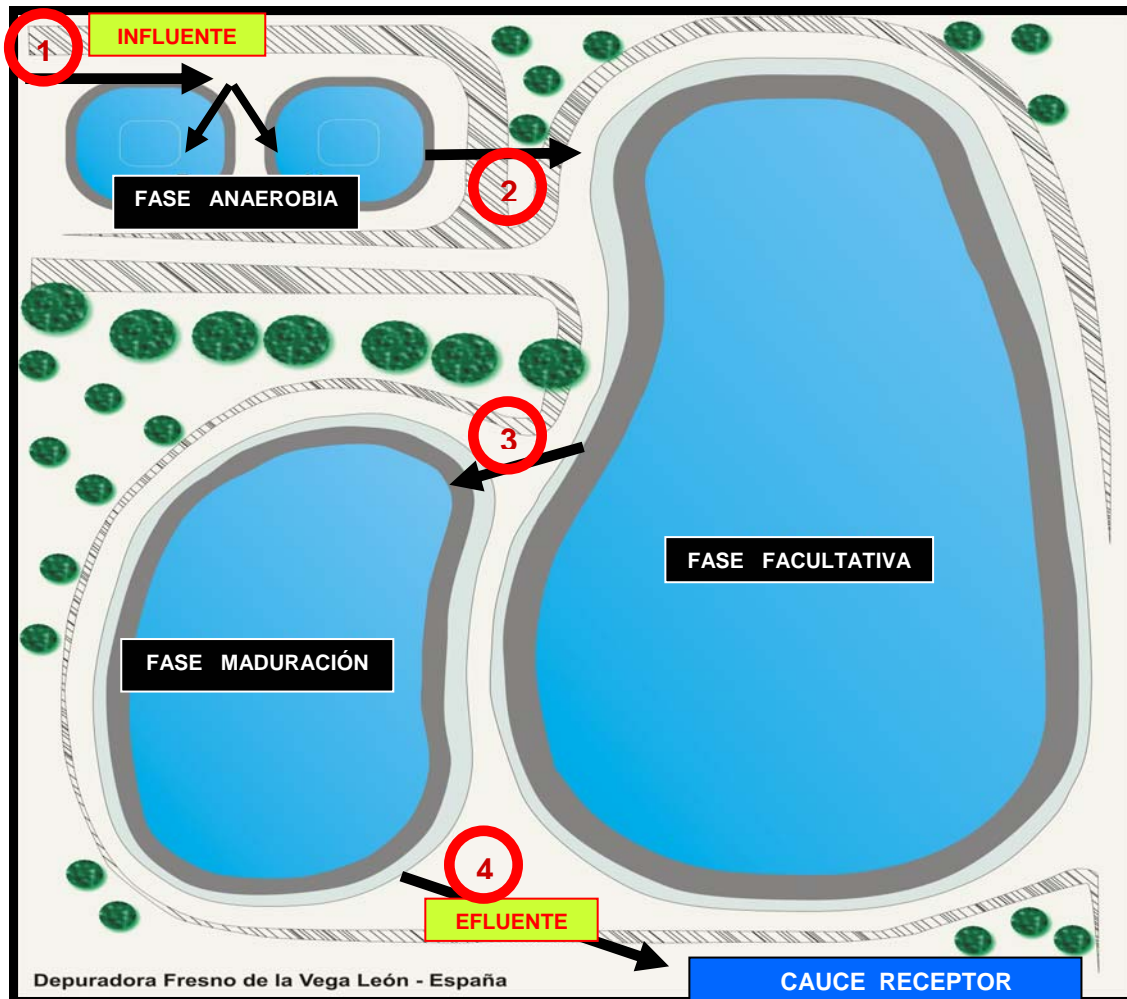 1
INFLUENTE
2
FASE ANAEROBIA
3
FASE FACULTATIVA
FASE MADURACIÓN
4
EFLUENTE
Depuradora Fresno de la Vega León - España
CAUCE RECEPTOR